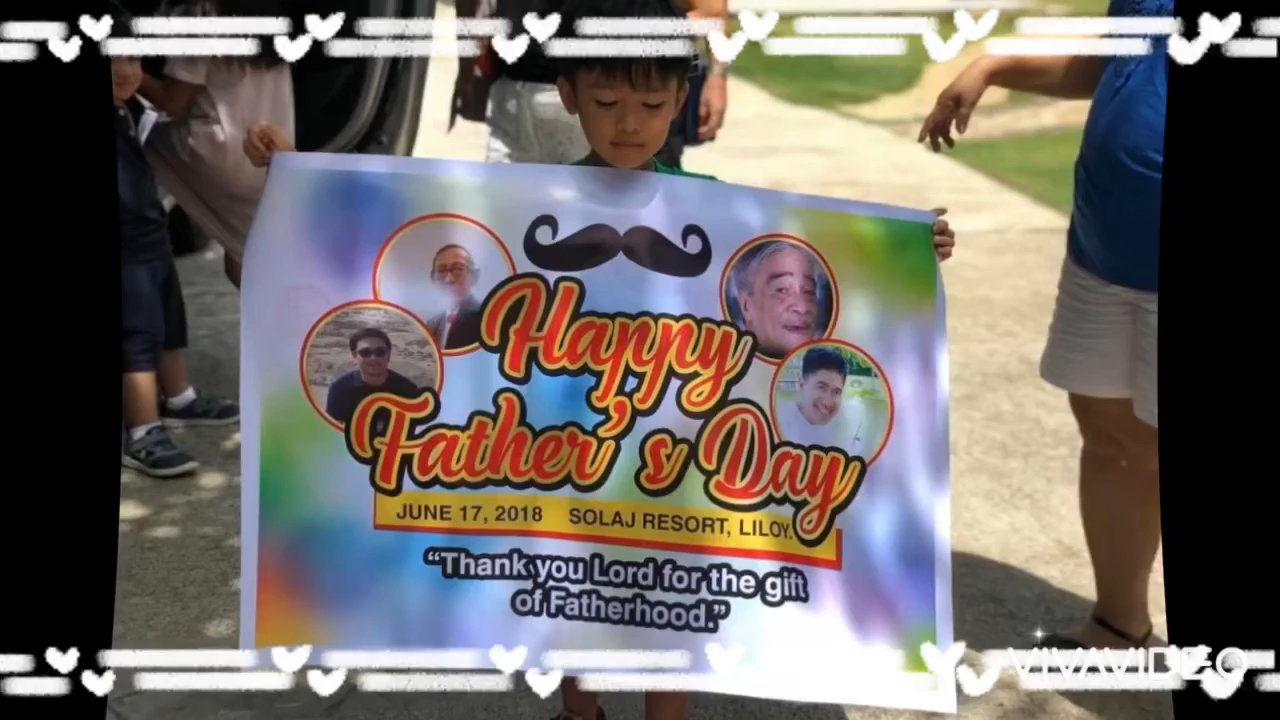 Happy
Father's Day
JUNE 17, 2018 SOLAJ RESORT, LILOY.
"Thank you Lord for the gift
of Fatherhood."
VIVAVIDEO